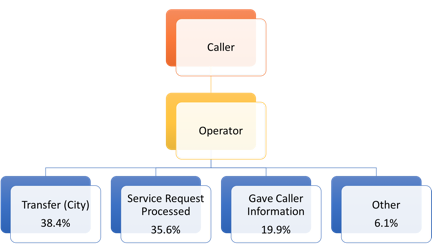 Caller
Operator
Transfer (City)
38.4%
Service Request
Processed
35.6%
Gave Caller
Information
19.9%
Other
6.1%